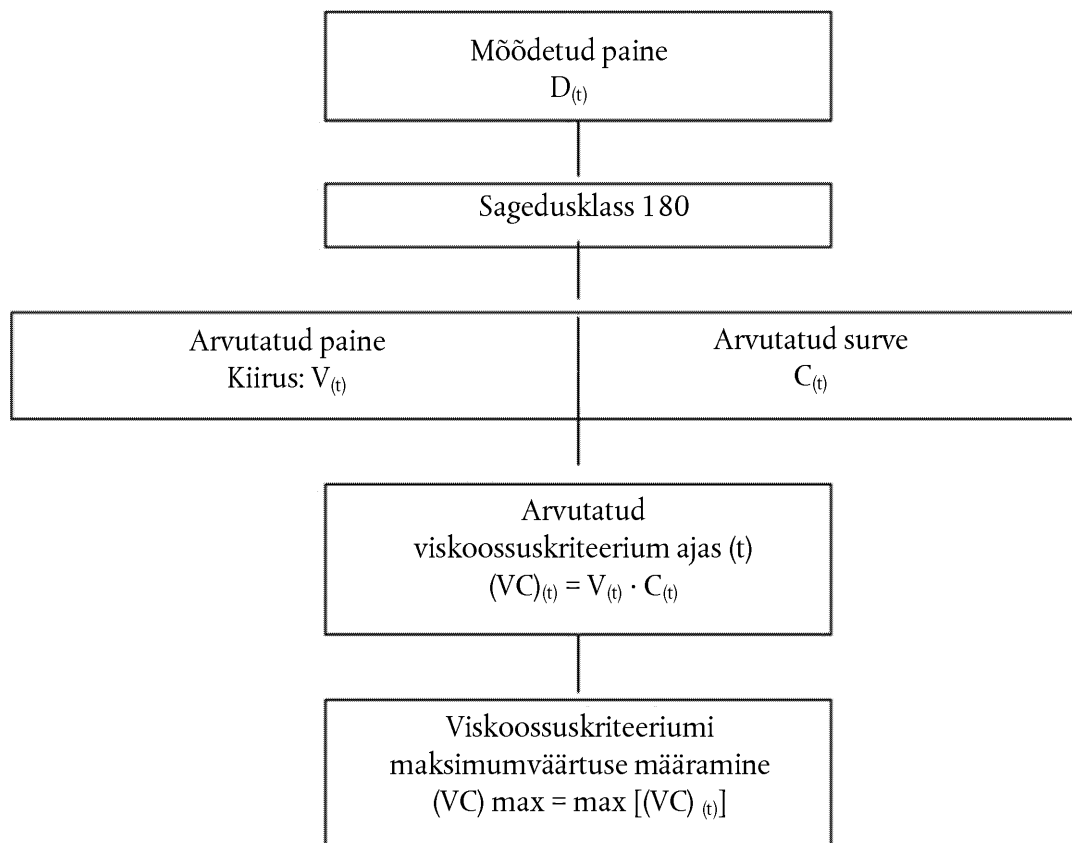 Mõõdetud paine
D(t)
Sagedusklass 180
Arvutatud paine
Kiirus: V(t)
Arvutatud surve
C(t)
Arvutatud
viskoossuskriteerium ajas (t)
(VC)(t) = V(t) · C(t)
Viskoossuskriteeriumi
maksimumväärtuse määramine
(VC) max = max [(VC) (t)]